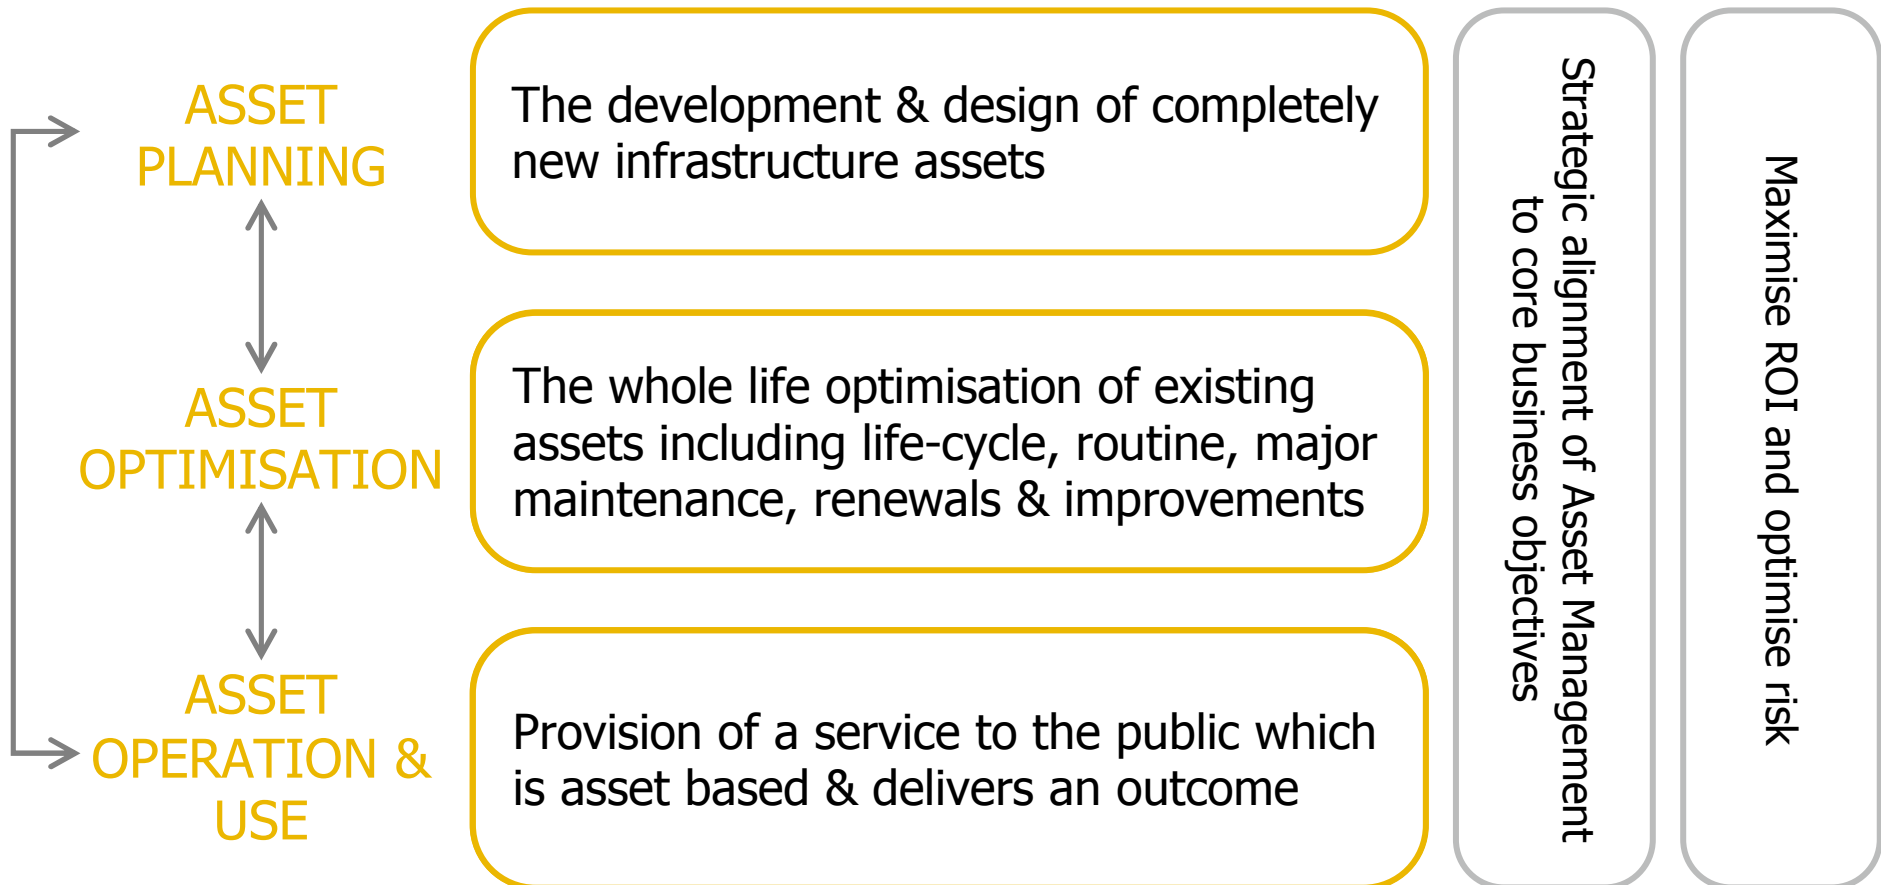 ASSET
PLANNING
The development & design of completely
new infrastructure assets
ASSET
OPTIMISATION
The whole life optimisation of existing
assets including life-cycle, routine, major
maintenance, renewals & improvements
ASSET
OPERATION &
USE
Provision of a service to the public which
is asset based & delivers an outcome
Strategic alignment of Asset Management
to core business objectives
Maximise ROI and optimise risk